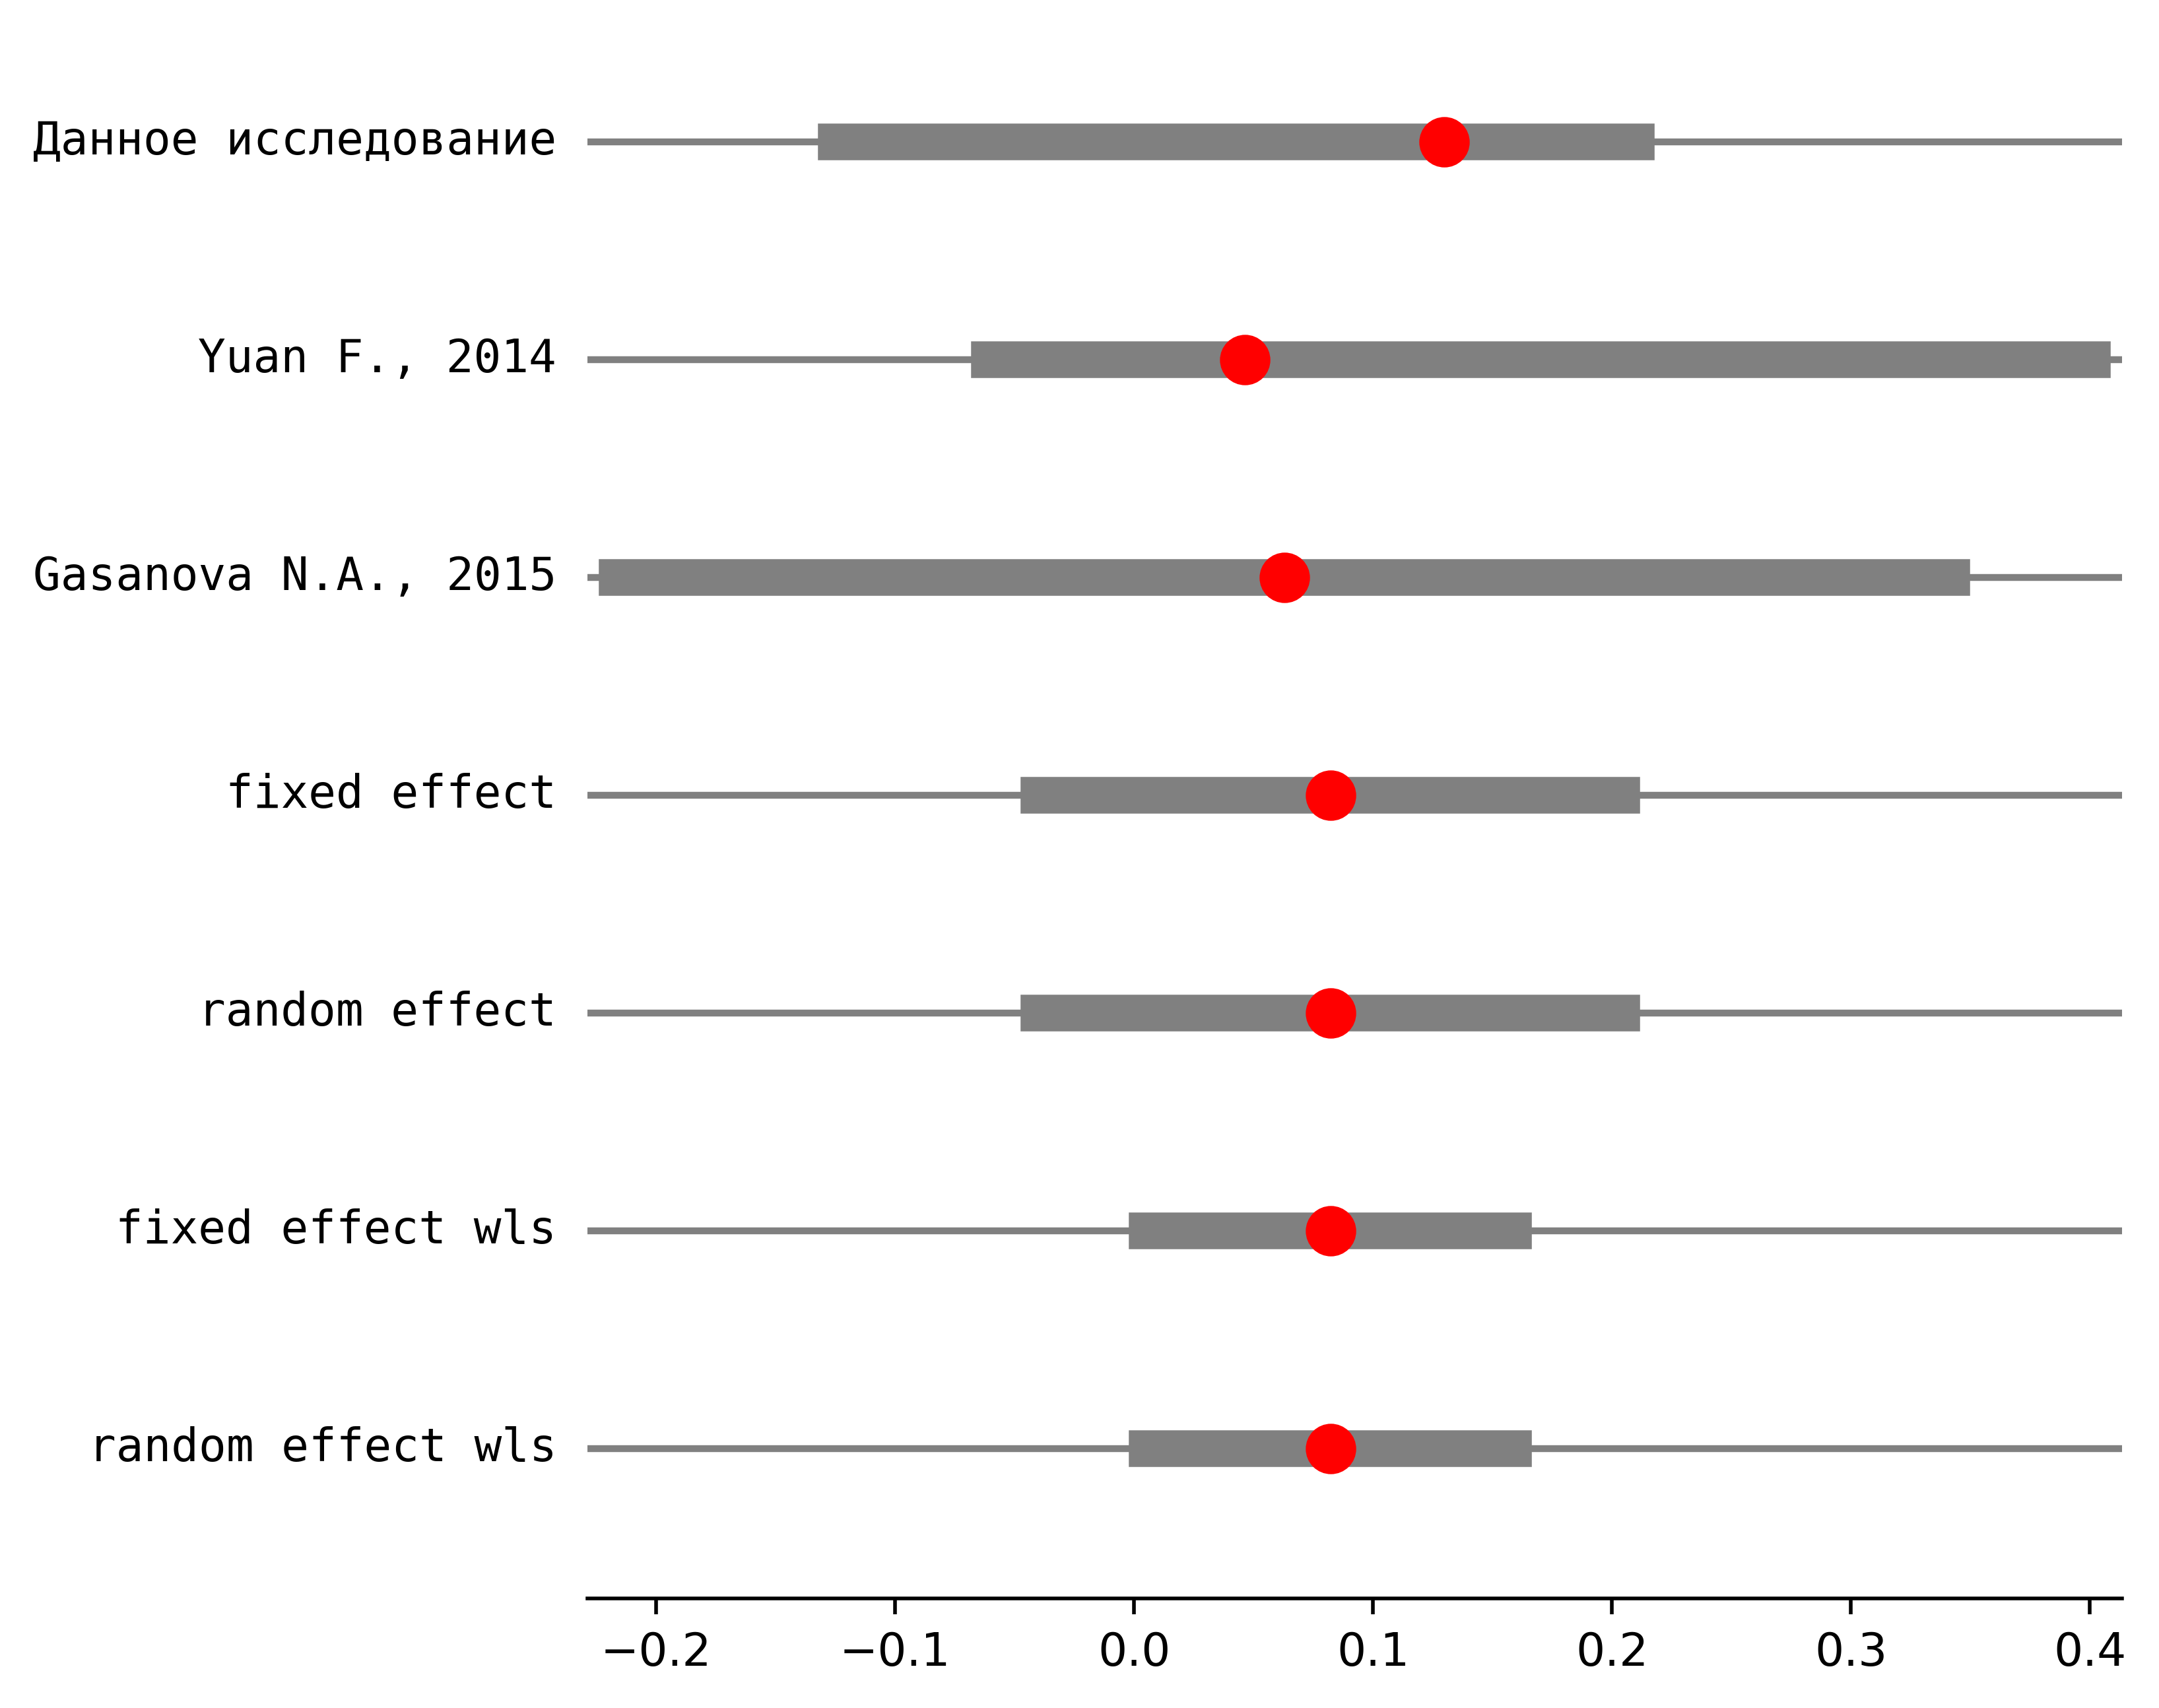 Данное исследование
Yuan F., 2014
Gasanova N.A., 2015
fixed effect
random effect
fixed effect wls
random effect wls
−0.2 −0.1 0.0 0.1 0.2 0.3 0.4